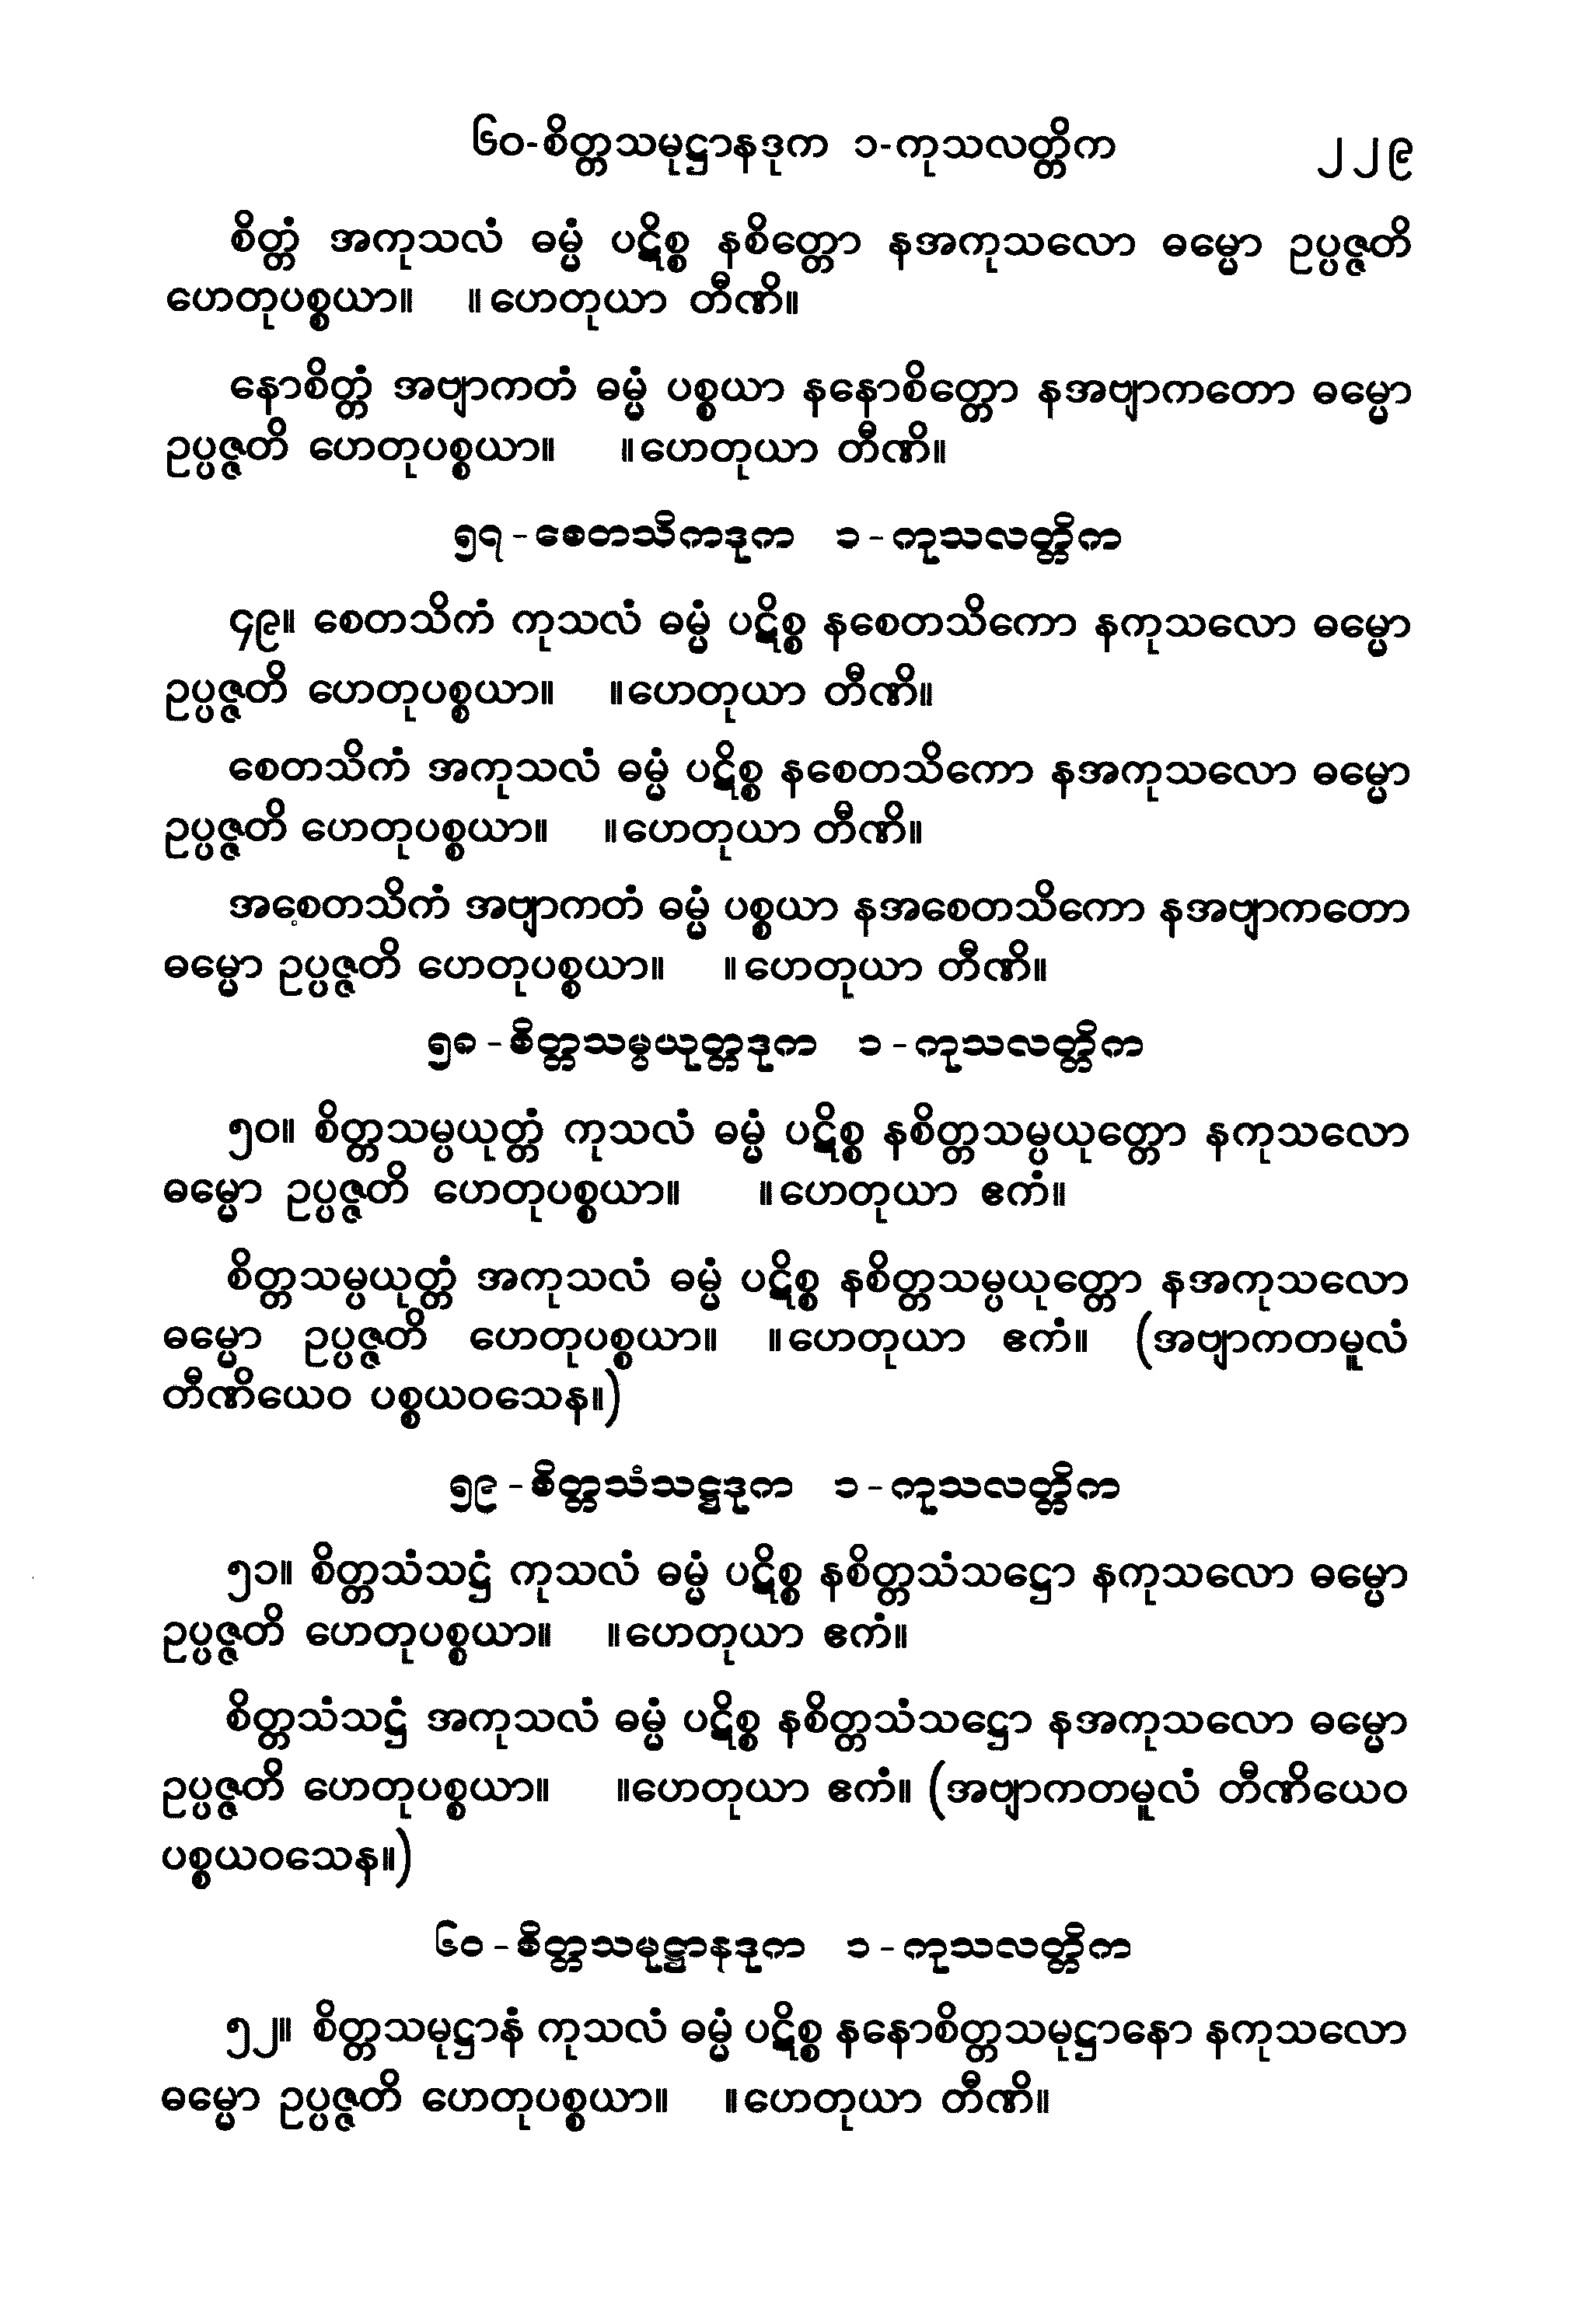 ၆၀-စိတ္တသမုဋ္ဌာနဒုက ၁-ကုသလတ္တိက ၂၂၉
စိတ္တံ အကုသလံ ဓမ္မံ ပဋိစ္စ နစိတ္တော နအကုသလော ဓမ္မော ဥပ္ပဇ္ဇတိ
ဟေတုပစ္စယာ။ ။ဟေတုယာ တီဏိ။
နောစိတ္တံ အဗျာကတံ ဓမ္မံ ပစ္စယာ နနောစိတ္တော နအဗျာကတော ဓမ္မော
ဥပ္ပဇ္ဇတိ ဟေတုပစ္စယာ။ ။ဟေတုယာ တီဏိ။
၅၇-စေတသိကဒုက ၁-ကုသလတ္တိက
၄၉။ စေတသိကံ ကုသလံ ဓမ္မံ ပဋိစ္စ နစေတသိကော နကုသလော ဓမ္မော
ဥပ္ပဇ္ဇတိ ဟေတုပစ္စယာ။ ။ဟေတုယာ တီဏိ။
စေတသိကံ အကုသလံ ဓမ္မံ ပဋိစ္စ နစေတသိကော နအကုသလော ဓမ္မော
ဥပ္ပဇ္ဇတိ ဟေတုပစ္စယာ။ ။ဟေတုယာ တီဏိ။
အစေတသိကံ အဗျာကတံ ဓမ္မံ ပစ္စယာ နအစေတသိကော နအဗျာကတော
ဓမ္မော ဥပ္ပဇ္ဇတိ ဟေတုပစ္စယာ။ ။ဟေတုယာ တီဏိ။
၅၈-စိတ္တသမ္ပယုတ္တဒုက ၁-ကုသလတ္တိက
၅၀။ စိတ္တသမ္ပယုတ္တံ ကုသလံ ဓမ္မံ ပဋိစ္စ နစိတ္တသမ္ပယုတ္တော နကုသလော
ဓမ္မော ဥပ္ပဇ္ဇတိ ဟေတုပစ္စယာ။ ။ဟေတုယာ ဧကံ။
စိတ္တသမ္ပယုတ္တံ အကုသလံ ဓမ္မံ ပဋိစ္စ နစိတ္တသမ္ပယုတ္တော နအကုသလော
ဓမ္မော ဥပ္ပဇ္ဇတိ ဟေတုပစ္စယာ။ ။ဟေတုယာ ဧကံ။ (အဗျာကတမူလံ
တီဏိယေဝ ပစ္စယဝသေန။)
၅၉-စိတ္တသံသဋ္ဌဒုက ၁-ကုသလတ္တိက
၅၁။ စိတ္တသံသဋ္ဌံ ကုသလံ ဓမ္မံ ပဋိစ္စ နစိတ္တသံသဋ္ဌော နကုသလော ဓမ္မော
ဥပ္ပဇ္ဇတိ ဟေတုပစ္စယာ။ ။ဟေတုယာ ဧကံ။
စိတ္တသံသဋ္ဌံ အကုသလံ ဓမ္မံ ပဋိစ္စ နစိတ္တသံသဋ္ဌော နအကုသလော ဓမ္မော
ဥပ္ပဇ္ဇတိ ဟေတုပစ္စယာ။ ။ဟေတုယာ ဧကံ။ (အဗျာကတမူလံ တီဏိယေဝ
ပစ္စယဝသေန။)
၆၀-စိတ္တသမုဋ္ဌာနဒုက ၁-ကုသလတ္တိက
၅၂။ စိတ္တသမုဋ္ဌာနံ ကုသလံ ဓမ္မံ ပဋိစ္စ နနောစိတ္တသမုဋ္ဌာနော နကုသလော
ဓမ္မော ဥပ္ပဇ္ဇတိ ဟေတုပစ္စယာ။ ။ဟေတုယာ တီဏိ။